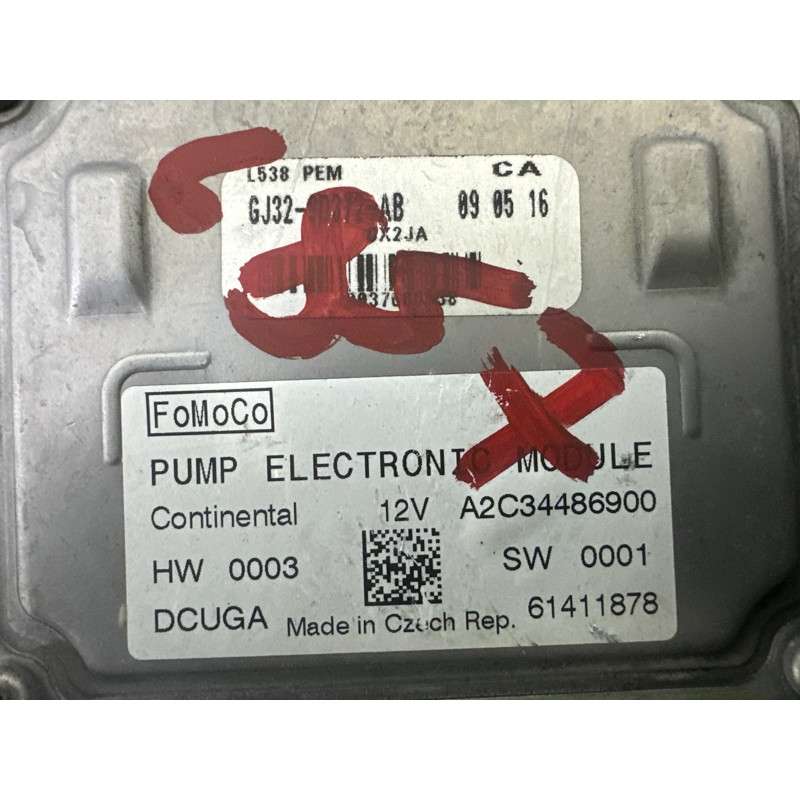 L538 PEM CA
09 05 16
FoMoCo
PUMP ELECTRONIC MODULE
Continental 12V A2C34486900
HW 0003 SW 0001
DCUGA Made in Czech Rep. 61411878